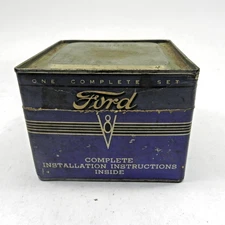 ONE COMPLETE SET
Ford
V8
COMPLETE
INSTALLATION INSTRUCTIONS
INSIDE